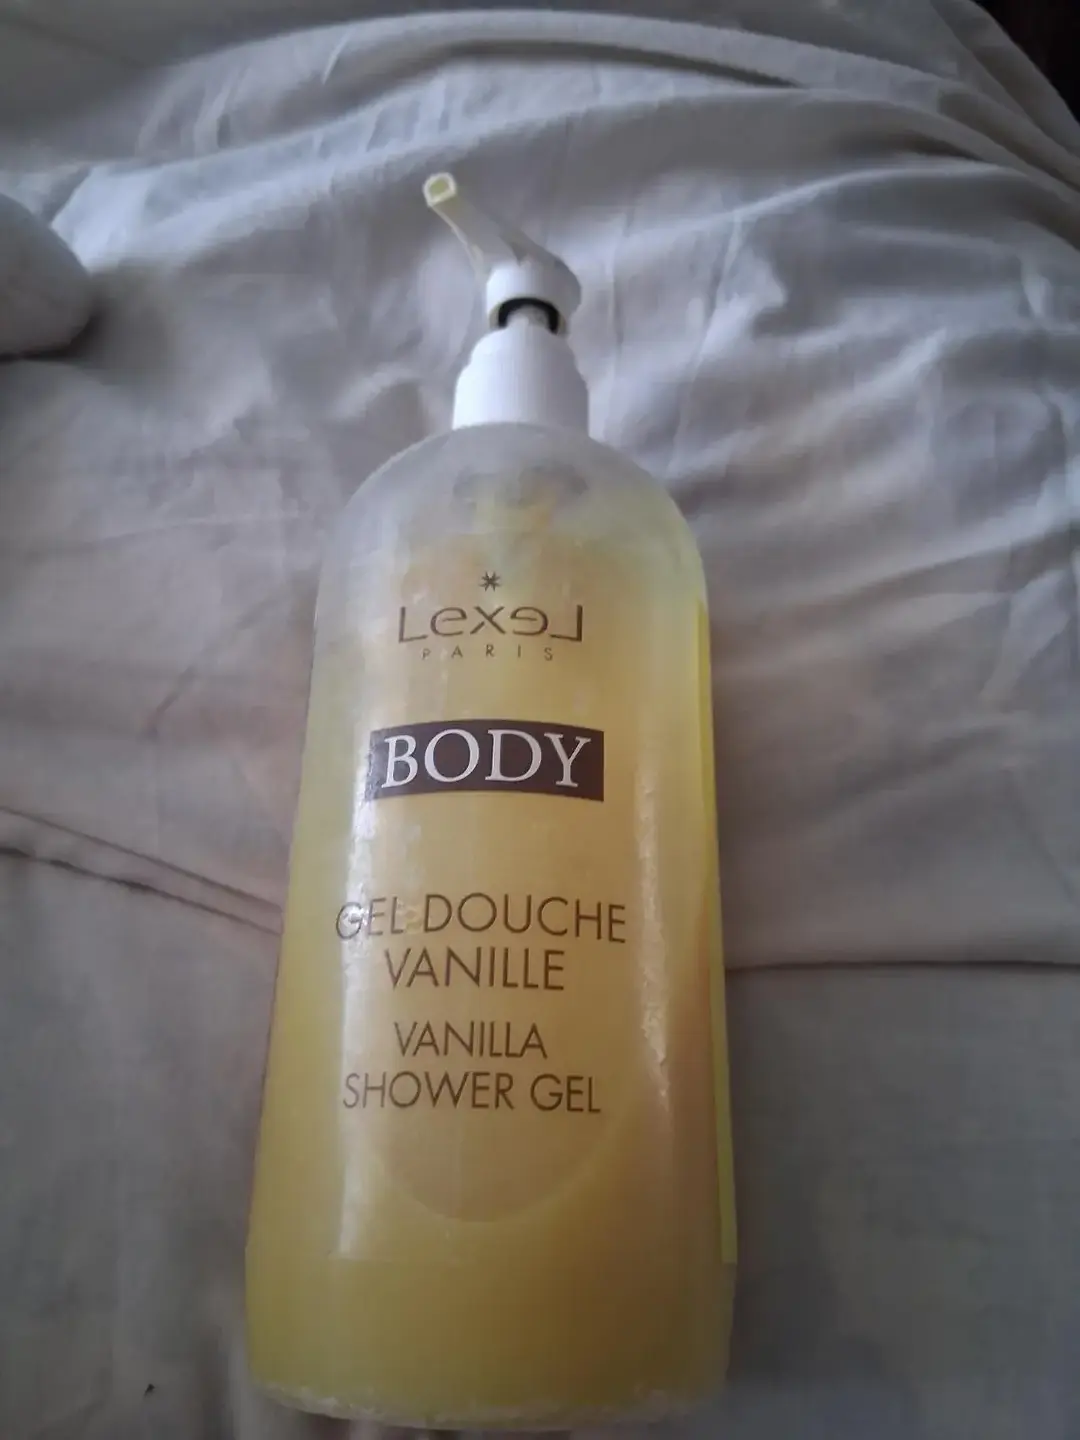 LexeL
PARIS
BODY
GEL DOUCHE
VANILLE
VANILLA
SHOWER GEL